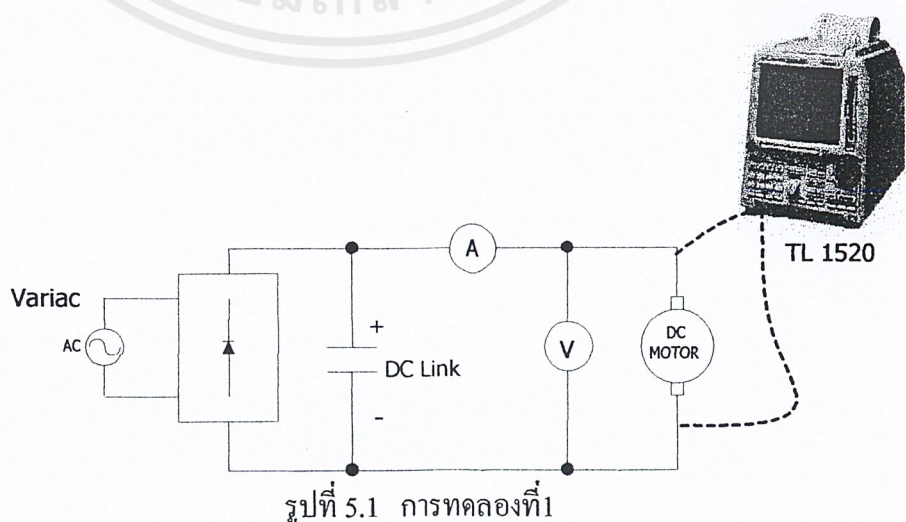 TL 1520
Variac
AC
A
+
DC Link
-
V
DC
MOTOR
รูปที่ 5.1 การทดลองที่1